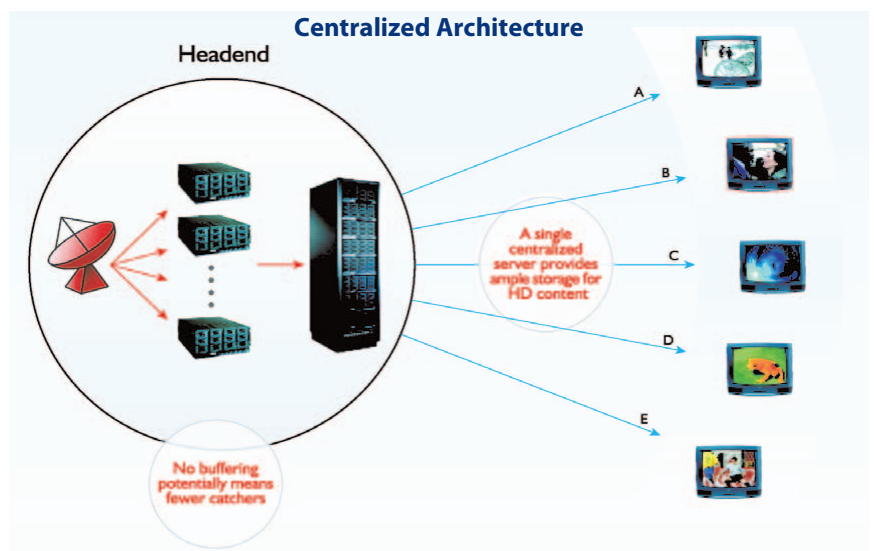 Centralized Architecture
Headend
A
B
A single
centralized
server provides
ample storage for
HD content
C
D
E
No buffering
potentially means
fewer catchers